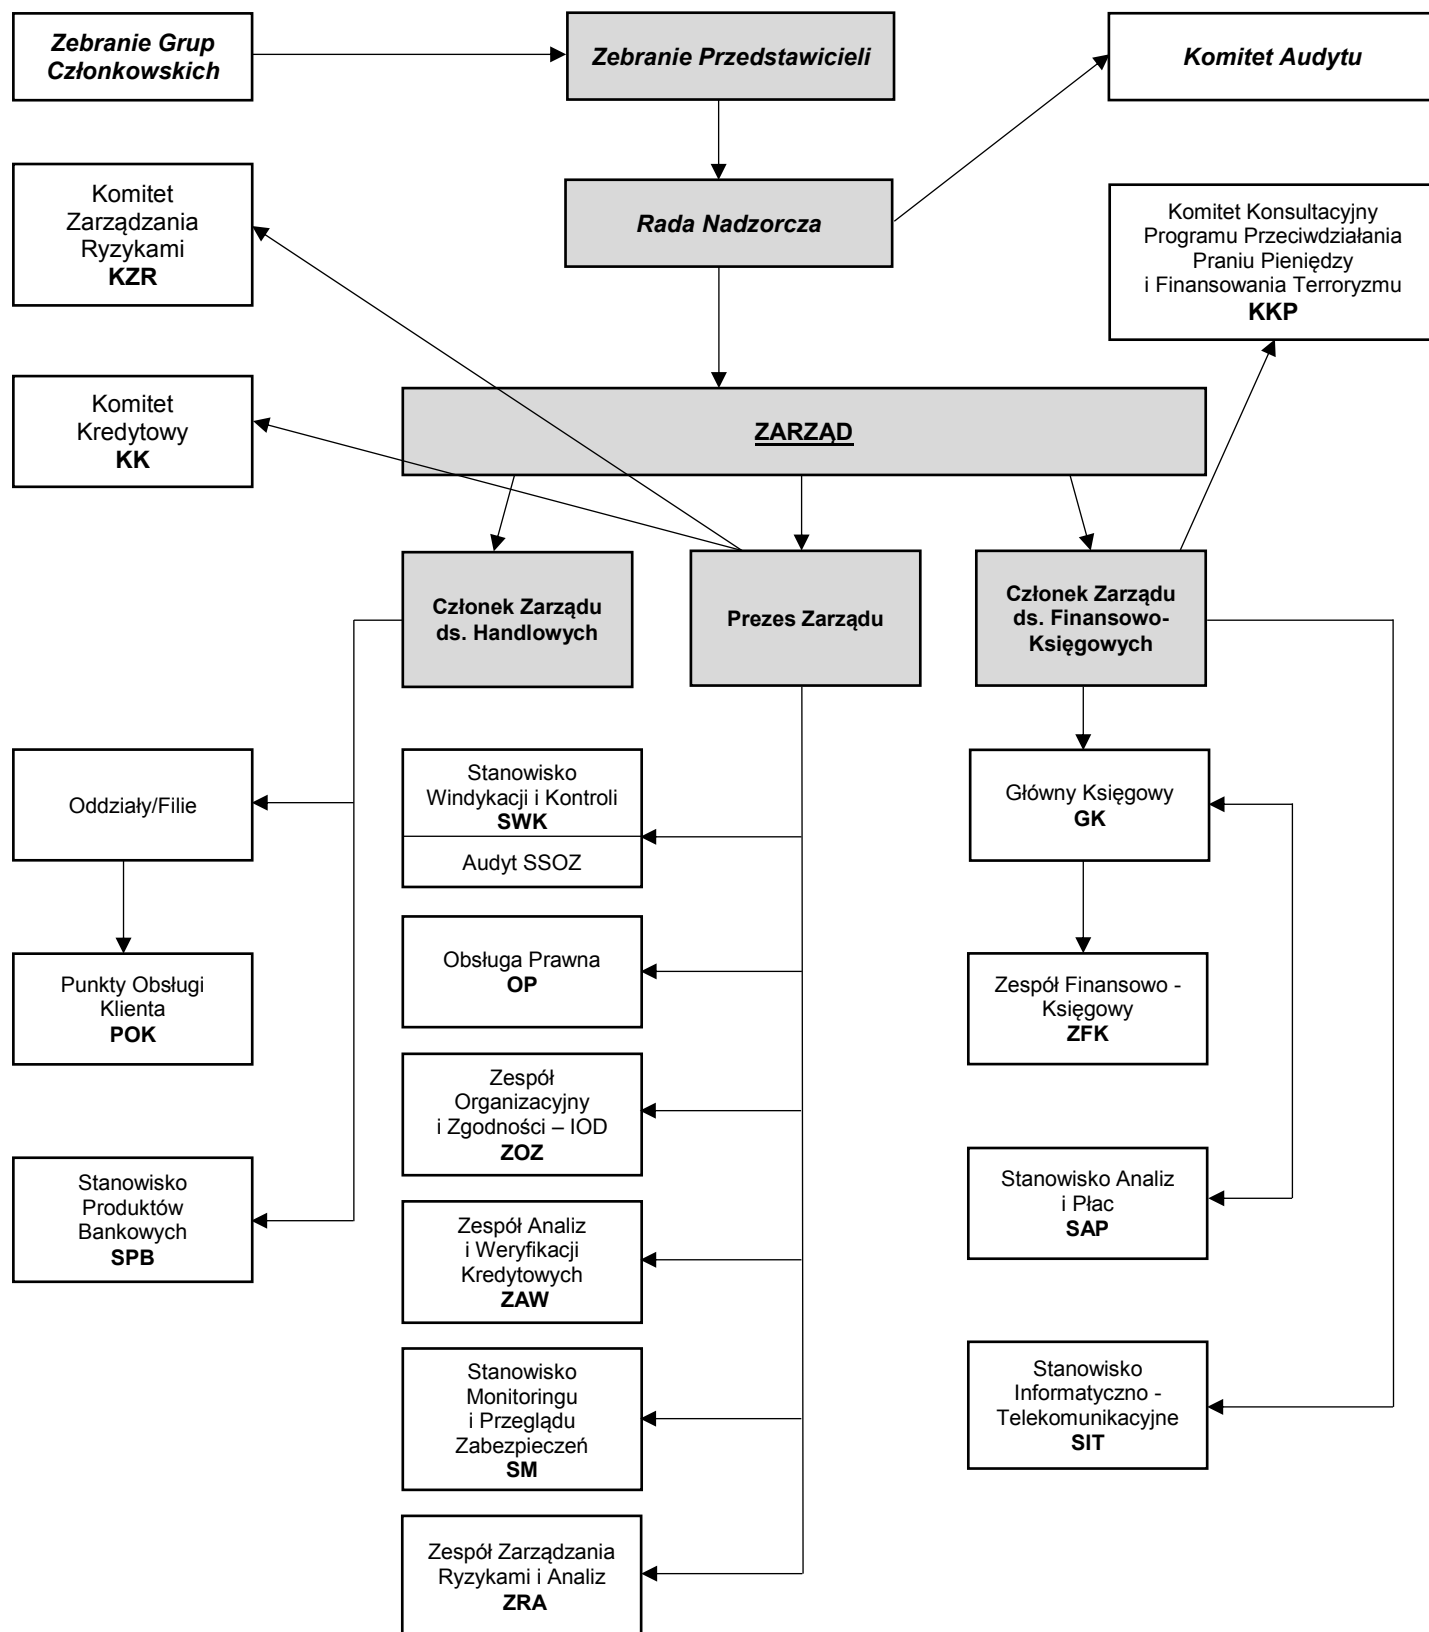 Zebranie Grup
Członkowskich
Zebranie Przedstawicieli
Komitet Audytu
Komitet
Zarządzania
Ryzykami
KZR
Rada Nadzorcza
Komitet Konsultacyjny
Programu Przeciwdziałania
Praniu Pieniędzy
i Finansowania Terroryzmu
KKP
Komitet
Kredytowy
KK
ZARZĄD
Członek Zarządu
ds. Handlowych
Prezes Zarządu
Członek Zarządu
ds. Finansowo-
Księgowych
Oddziały/Filie
Stanowisko
Windykacji i Kontroli
SWK
Audyt SSOZ
Główny Księgowy
GK
Punkty Obsługi
Klienta
POK
Obsługa Prawna
OP
Zespół Finansowo -
Księgowy
ZFK
Zespół
Organizacyjny
i Zgodności – IOD
ZOZ
Stanowisko
Produktów
Bankowych
SPB
Zespół Analiz
i Weryfikacji
Kredytowych
ZAW
Stanowisko Analiz
i Płac
SAP
Stanowisko
Monitoringu
i Przeglądu
Zabezpieczeń
SM
Stanowisko
Informatyczno -
Telekomunikacyjne
SIT
Zespół Zarządzania
Ryzykami i Analiz
ZRA